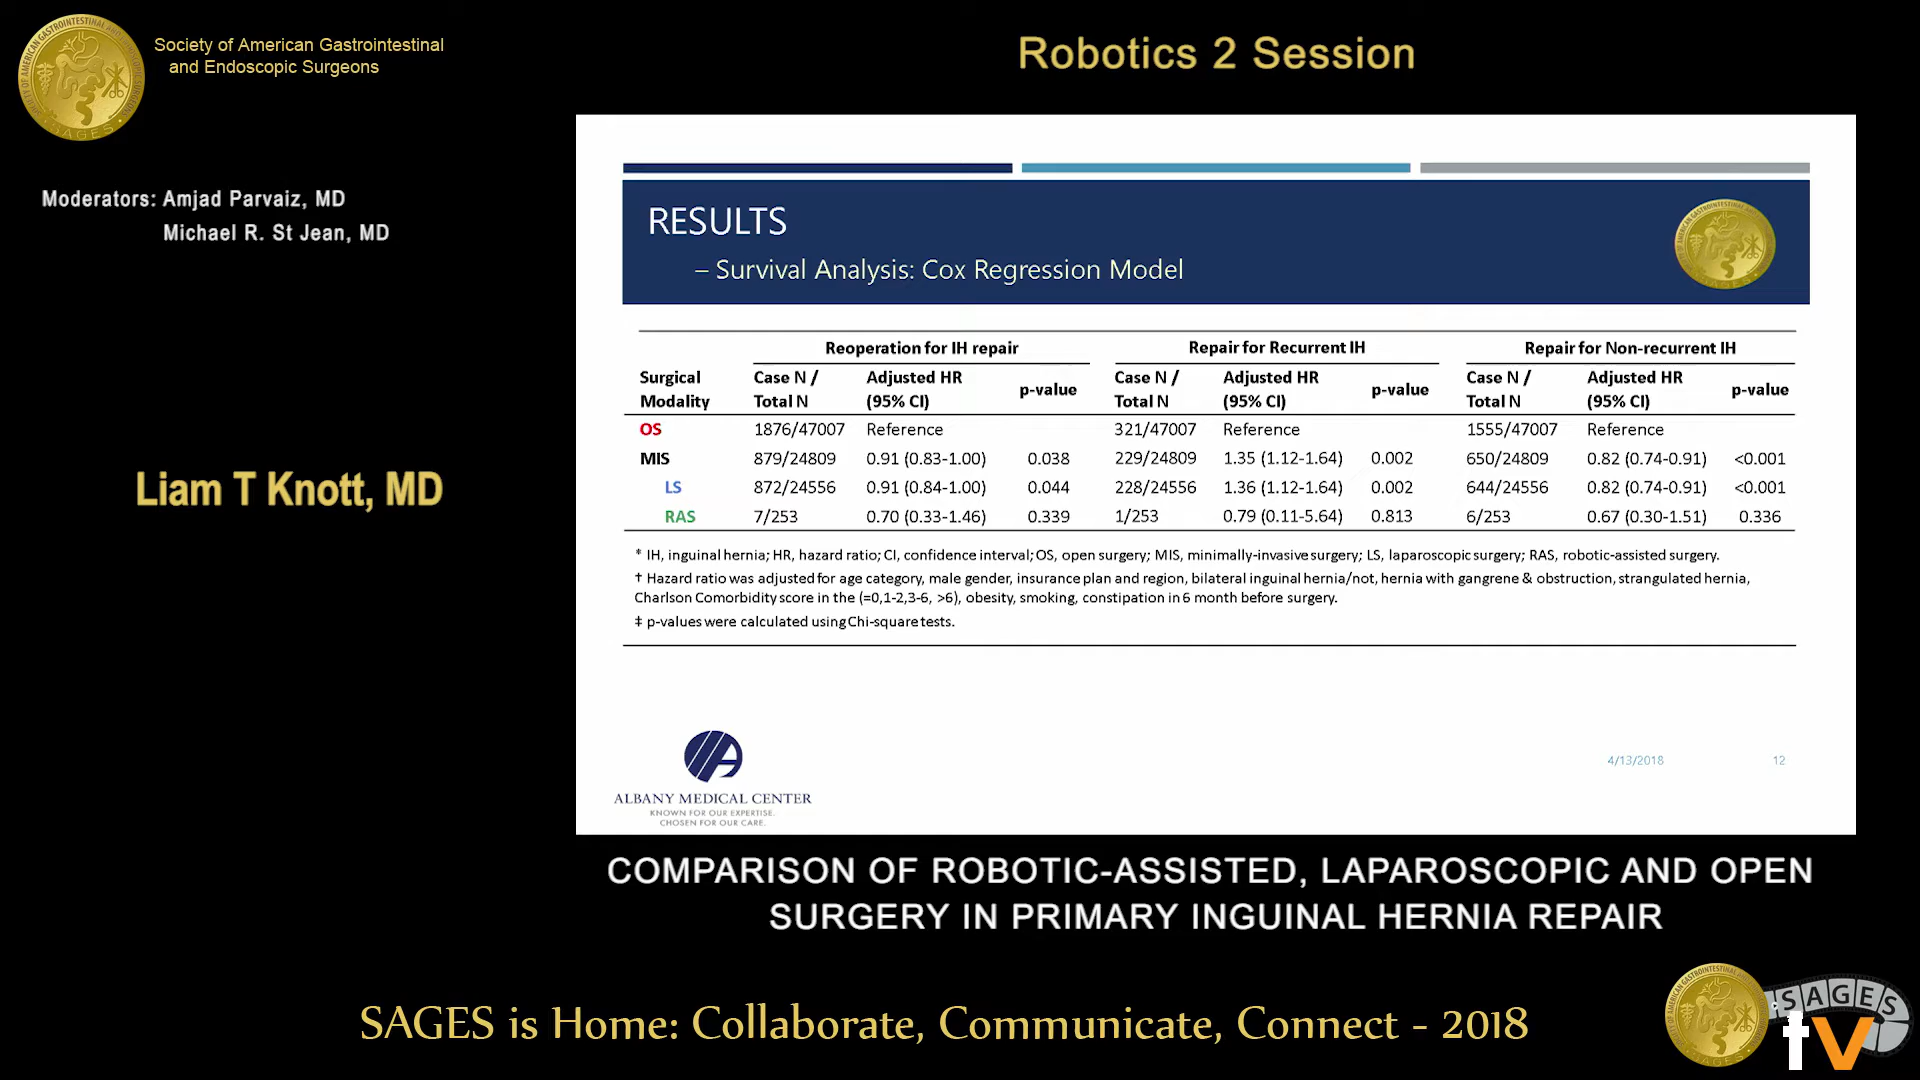 Society of American Gastrointestinal
and Endoscopic Surgeons
Robotics 2 Session
Moderators: Amjad Parvaiz, MD
Michael R. St Jean, MD
Liam T Knott, MD
RESULTS
– Survival Analysis: Cox Regression Model
Reoperation for IH repair Repair for Recurrent IH Repair for Non-recurrent IH
Surgical Case N / Adjusted HR p-value Case N / Adjusted HR p-value Case N / Adjusted HR p-value
Modality Total N (95% CI) Total N (95% CI) Total N (95% CI)
OS 1876/47007 Reference 321/47007 Reference 1555/47007 Reference
MIS 879/24809 0.91 (0.83-1.00) 0.038 229/24809 1.35 (1.12-1.64) 0.002 650/24809 0.82 (0.74-0.91) <0.001
LS 872/24556 0.91 (0.84-1.00) 0.044 228/24556 1.36 (1.12-1.64) 0.002 644/24556 0.82 (0.74-0.91) <0.001
RAS 7/253 0.70 (0.33-1.46) 0.339 1/253 0.79 (0.11-5.64) 0.813 6/253 0.67 (0.30-1.51) 0.336
* IH, inguinal hernia; HR, hazard ratio; CI, confidence interval; OS, open surgery; MIS, minimally-invasive surgery; LS, laparoscopic surgery; RAS, robotic-assisted surgery.
† Hazard ratio was adjusted for age category, male gender, insurance plan and region, bilateral inguinal hernia/not, hernia with gangrene & obstruction, strangulated hernia,
Charlson Comorbidity score in the (=0,1-2,3-6, >6), obesity, smoking, constipation in 6 month before surgery.
‡ p-values were calculated using Chi-square tests.
ALBANY MEDICAL CENTER
KNOWN FOR OUR EXPERTISE.
CHOSEN FOR OUR CARE.
4/13/2018 12
COMPARISON OF ROBOTIC-ASSISTED, LAPAROSCOPIC AND OPEN
SURGERY IN PRIMARY INGUINAL HERNIA REPAIR
SAGES is Home: Collaborate, Communicate, Connect - 2018
SAGES
tv